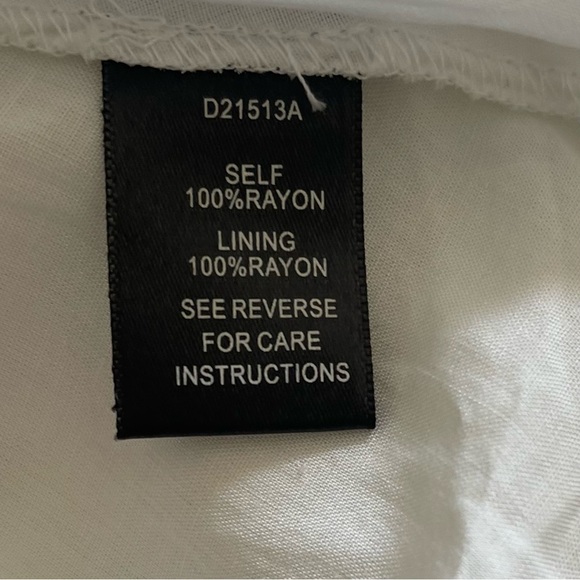 D21513A
SELF
100%RAYON
LINING
100%RAYON
SEE REVERSE
FOR CARE
INSTRUCTIONS